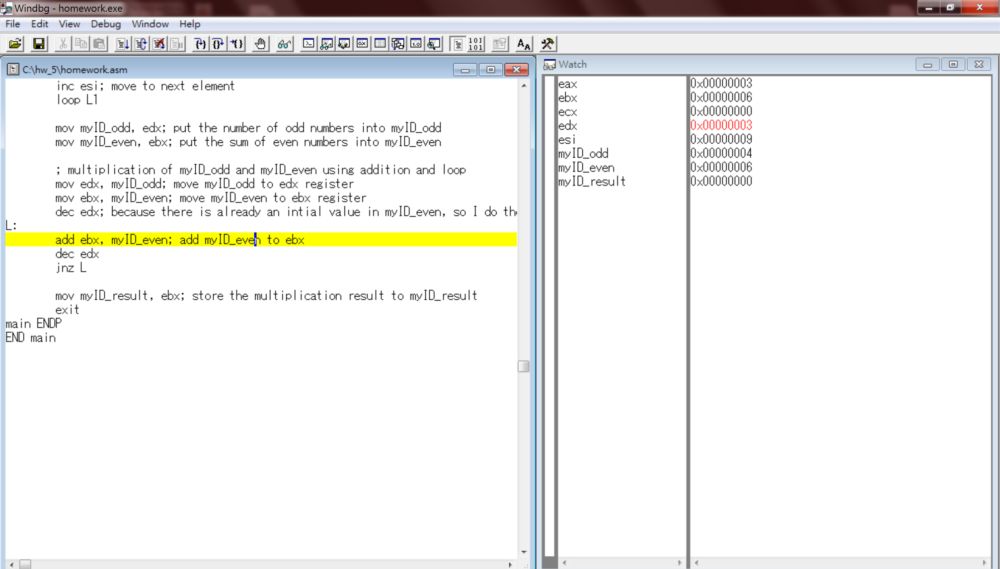 Windbg - homework.exe
File Edit View Debug Window Help
101
101
AA
C:\hw_5\homework.asm
inc esi; move to next element
loop L1
mov myID_odd, edx; put the number of odd numbers into myID_odd
mov myID_even, ebx; put the sum of even numbers into myID_even
; multiplication of myID_odd and myID_even using addition and loop
mov edx, myID_odd; move myID_odd to edx register
mov ebx, myID_even; move myID_even to ebx register
dec edx; because there is already an intial value in myID_even, so I do
L:
add ebx, myID_even; add myID_even to ebx
dec edx
jnz L
mov myID_result, ebx; store the multiplication result to myID_result
exit
main ENDP
END main
Watch
eax 0x00000003
ebx 0x00000006
ecx 0x00000000
edx 0x00000003
esi 0x00000009
myID_odd 0x00000004
myID_even 0x00000006
myID_result 0x00000000